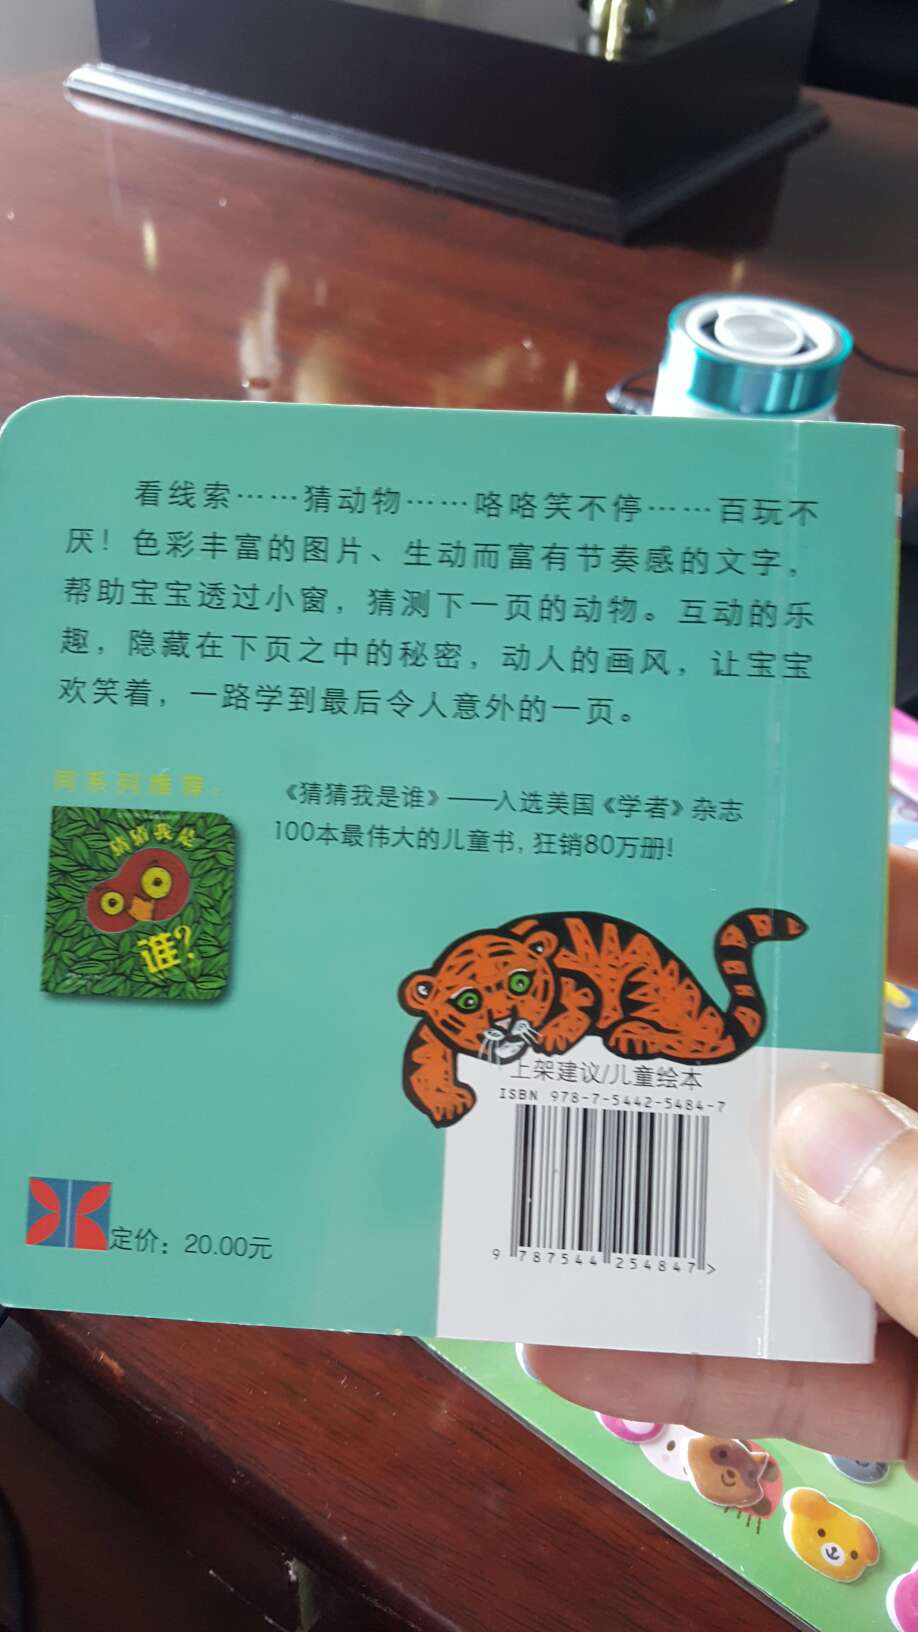 看线索……猜动物……咯咯笑不停……百玩不
厌！色彩丰富的图片、生动而富有节奏感的文字，
帮助宝宝透过小窗，猜测下一页的动物。互动的乐
趣，隐藏在下页之中的秘密，动人的画风，让宝宝
欢笑着，一路学到最后令人意外的一页。
同系列推荐：
《猜猜我是谁》——入选美国《学者》杂志
100本最伟大的儿童书，狂销80万册！
猜猜我是
谁？
上架建议/儿童绘本
ISBN 978-7-5442-5484-7
9 787544 254847 >
定价：20.00元